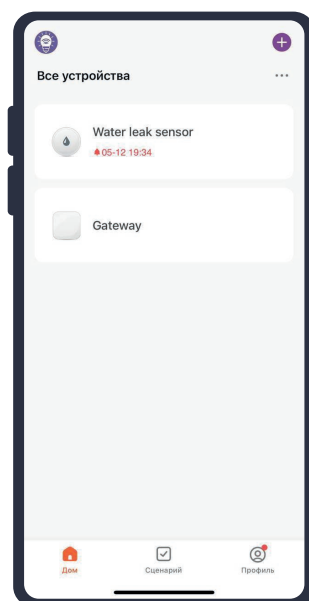 Все устройства
Water leak sensor
05-12 19:34
Gateway
Дом
Сценарий
Профиль